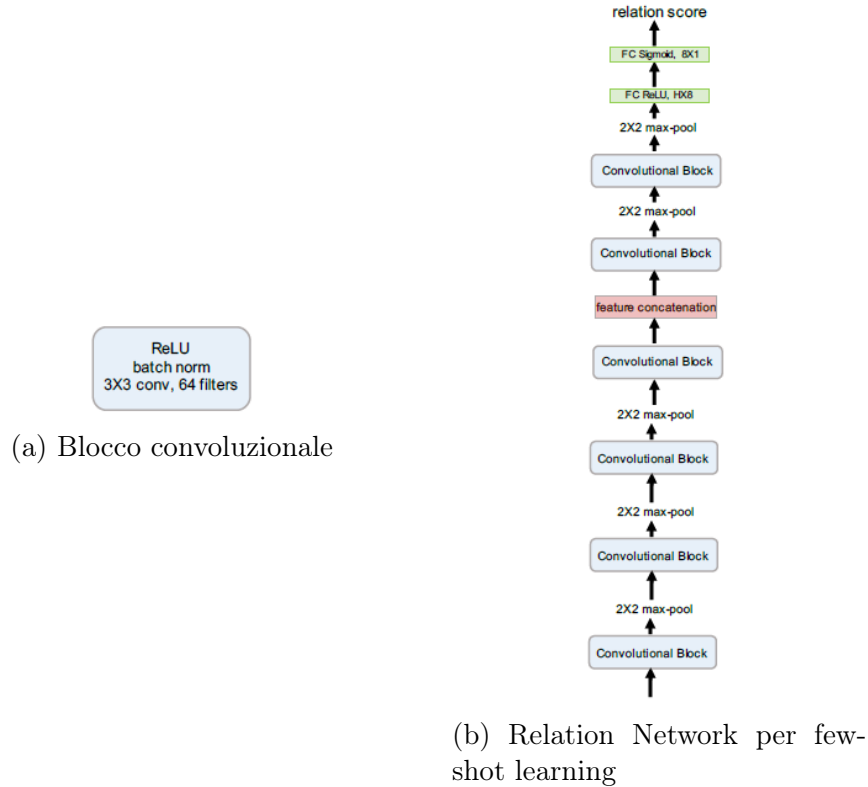 relation score
FC Sigmoid, 8X1
FC ReLU, HX8
2X2 max-pool
Convolutional Block
2X2 max-pool
Convolutional Block
feature concatenation
Convolutional Block
2X2 max-pool
Convolutional Block
2X2 max-pool
Convolutional Block
2X2 max-pool
Convolutional Block
ReLU
batch norm
3X3 conv, 64 filters
(a) Blocco convoluzionale
(b) Relation Network per few-
shot learning